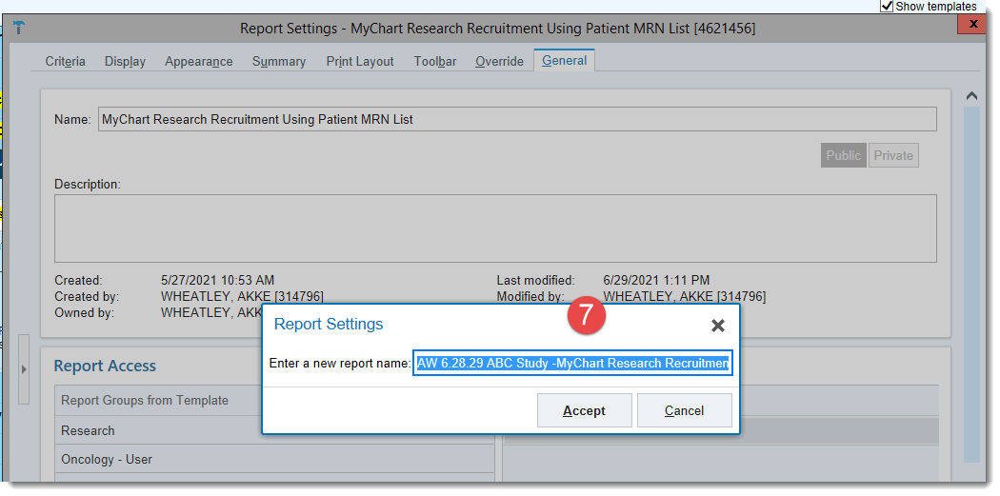 Show templates
Report Settings - MyChart Research Recruitment Using Patient MRN List [4621456]
x
Criteria Display Appearance Summary Print Layout Toolbar Override General
Name: MyChart Research Recruitment Using Patient MRN List
Public Private
Description:
Created: 5/27/2021 10:53 AM Last modified: 6/29/2021 1:11 PM
Created by: WHEATLEY, AKKE [314796] Modified by: WHEATLEY, AKKE [314796]
Owned by: WHEATLEY, AKK
7
Report Settings
Enter a new report name: AW 6.28.29 ABC Study -MyChart Research Recruitmen
Accept Cancel
Report Access
Report Groups from Template
Research
Oncology - User